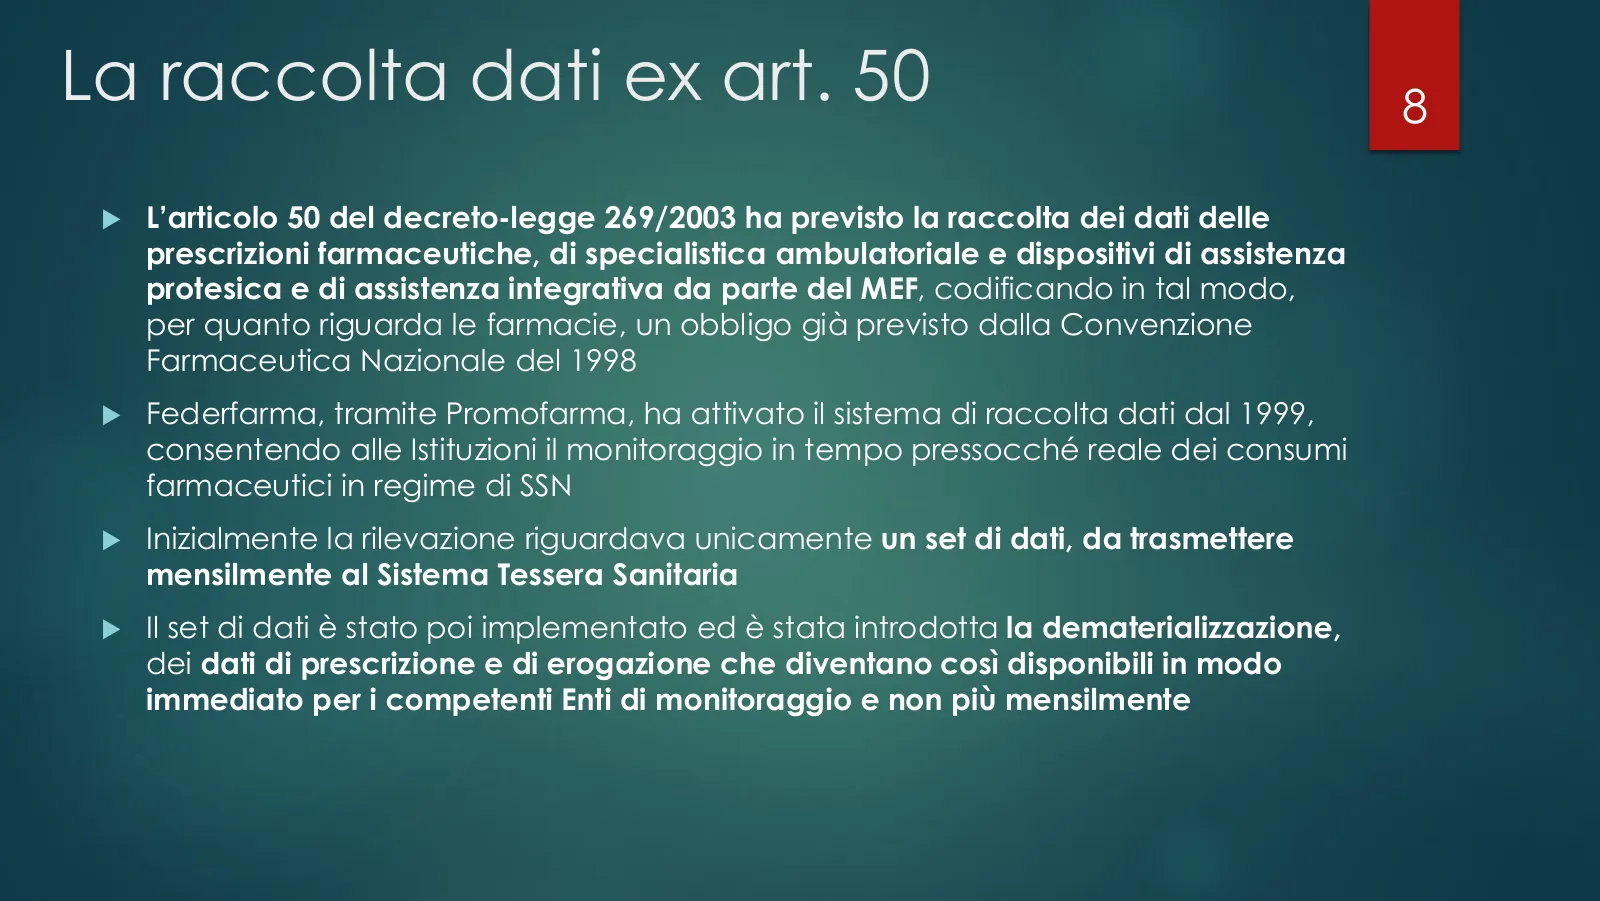 La raccolta dati ex art. 50
8
L’articolo 50 del decreto-legge 269/2003 ha previsto la raccolta dei dati delle
prescrizioni farmaceutiche, di specialistica ambulatoriale e dispositivi di assistenza
protesica e di assistenza integrativa da parte del MEF, codificando in tal modo,
per quanto riguarda le farmacie, un obbligo già previsto dalla Convenzione
Farmaceutica Nazionale del 1998
Federfarma, tramite Promofarma, ha attivato il sistema di raccolta dati dal 1999,
consentendo alle Istituzioni il monitoraggio in tempo pressocché reale dei consumi
farmaceutici in regime di SSN
Inizialmente la rilevazione riguardava unicamente un set di dati, da trasmettere
mensilmente al Sistema Tessera Sanitaria
Il set di dati è stato poi implementato ed è stata introdotta la dematerializzazione,
dei dati di prescrizione e di erogazione che diventano così disponibili in modo
immediato per i competenti Enti di monitoraggio e non più mensilmente